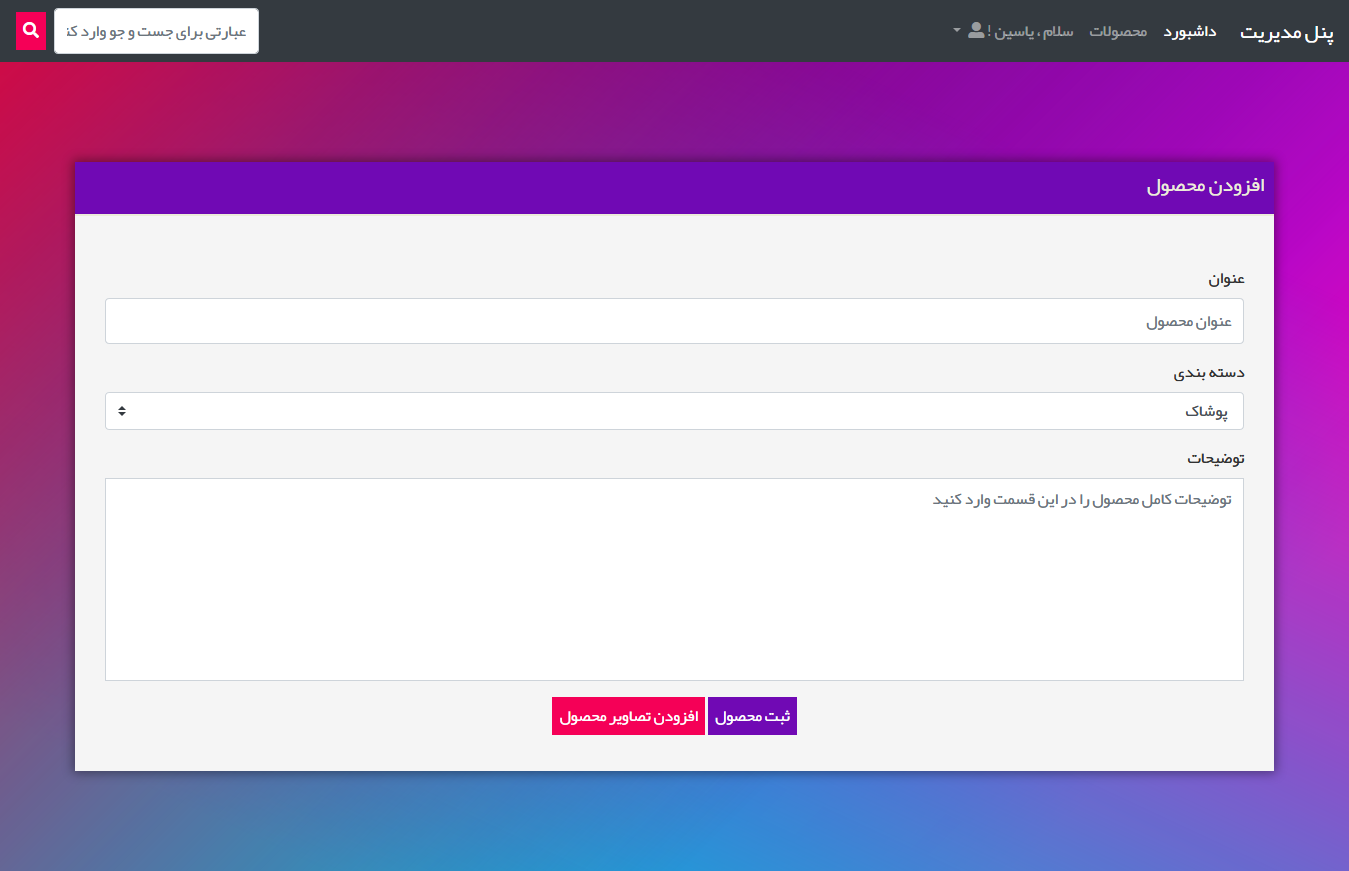 پنل مدیریت داشبورد محصولات سلام ، یاسین ! عبارتی برای جست و جو وارد کن
افزودن محصول
عنوان
عنوان محصول
دسته بندی
پوشاک
توضیحات
توضیحات کامل محصول را در این قسمت وارد کنید
ثبت محصول افزودن تصاویر محصول